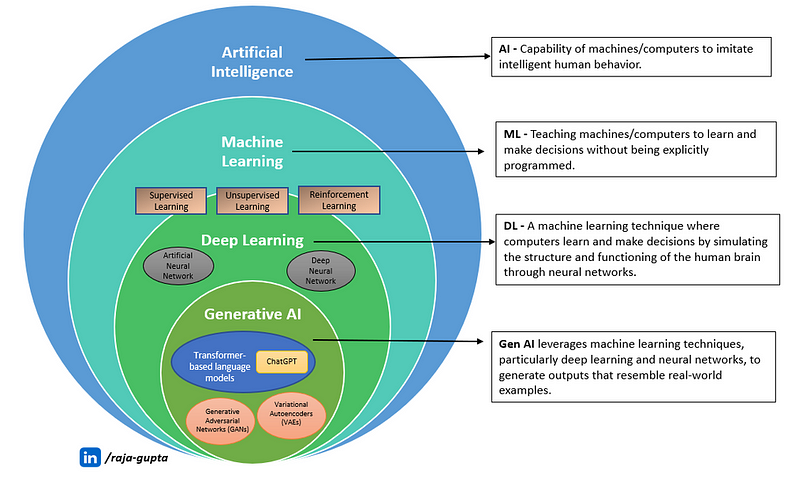 Artificial
Intelligence
AI - Capability of machines/computers to imitate
intelligent human behavior.
Machine
Learning
ML - Teaching machines/computers to learn and
make decisions without being explicitly
programmed.
Supervised
Learning
Unsupervised
Learning
Reinforcement
Learning
Deep Learning
DL - A machine learning technique where
computers learn and make decisions by simulating
the structure and functioning of the human brain
through neural networks.
Artificial
Neural
Network
Deep
Neural
Network
Generative AI
Gen AI leverages machine learning techniques,
particularly deep learning and neural networks, to
generate outputs that resemble real-world
examples.
Transformer-
based language
models
ChatGPT
Generative
Adversarial
Networks (GANs)
Variational
Autoencoders
(VAEs)
in /raja-gupta